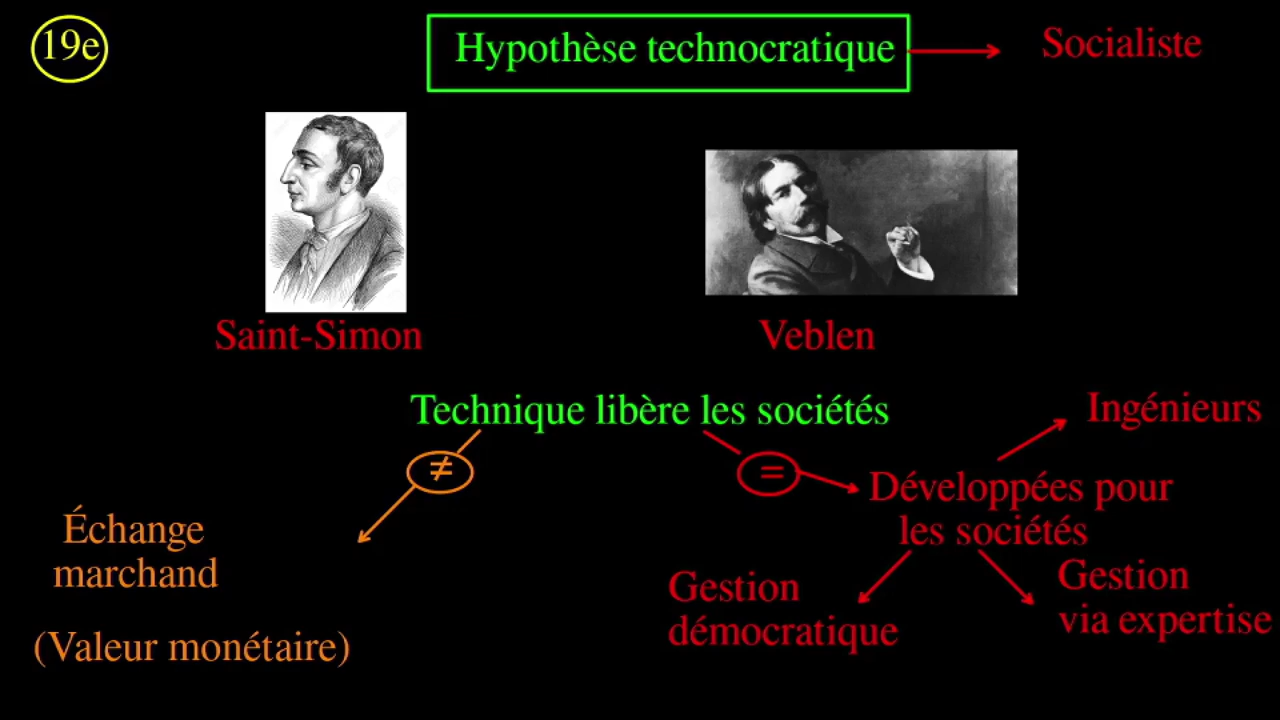 19e
Hypothèse technocratique
Socialiste
Saint-Simon
Veblen
Technique libère les sociétés
Ingénieurs
≠
=
Développées pour
les sociétés
Échange
marchand
Gestion
démocratique
Gestion
via expertise
(Valeur monétaire)